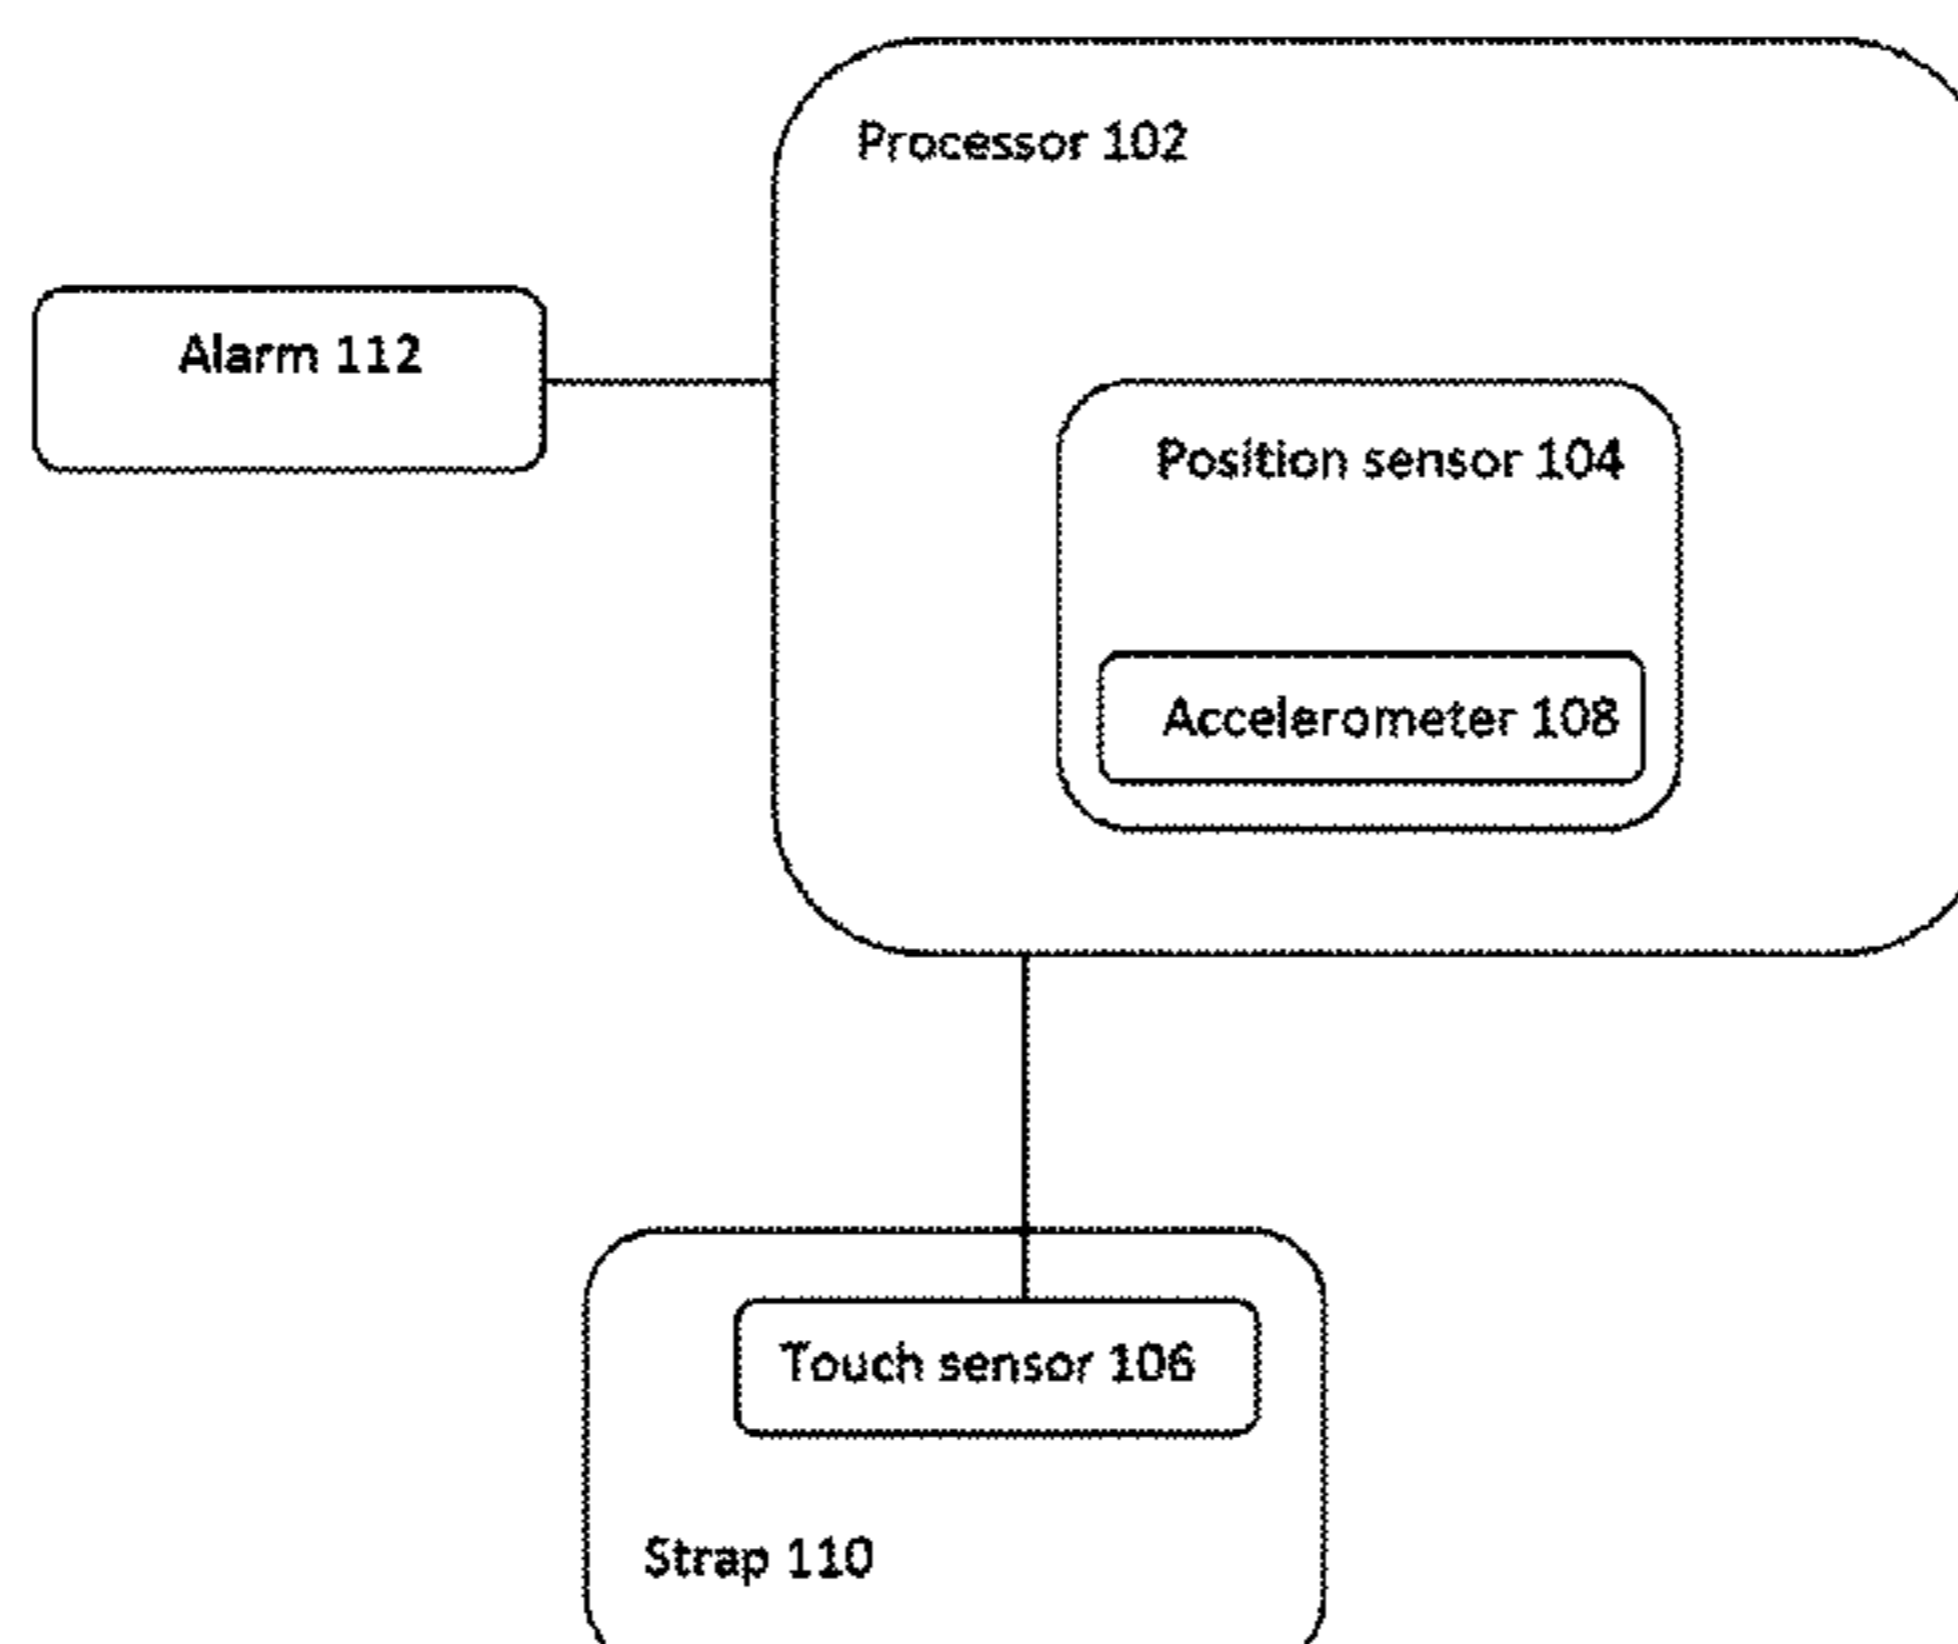 Processor 102
Alarm 112
Position sensor 104
Accelerometer 108
Touch sensor 106
Strap 110